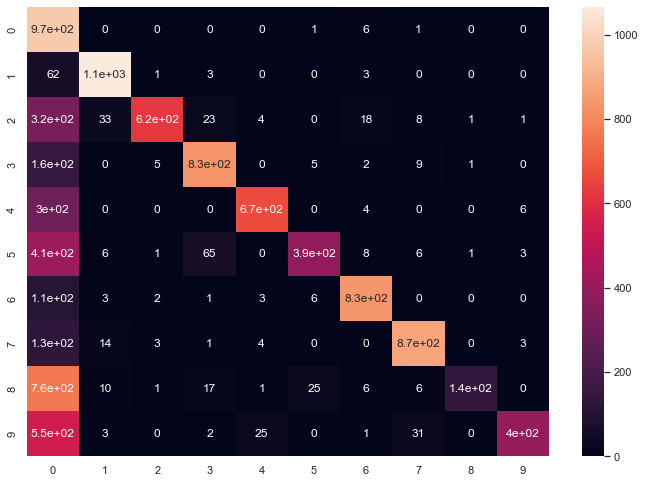 0 9.7e+02 0 0 0 0 1 6 1 0 0
1 62 1.1e+03 1 3 0 0 3 0 0 0
2 3.2e+02 33 6.2e+02 23 4 0 18 8 1 1
3 1.6e+02 0 5 8.3e+02 0 5 2 9 1 0
4 3e+02 0 0 0 6.7e+02 0 4 0 0 6
5 4.1e+02 6 1 65 0 3.9e+02 8 6 1 3
6 1.1e+02 3 2 1 3 6 8.3e+02 0 0 0
7 1.3e+02 14 3 1 4 0 0 8.7e+02 0 3
8 7.6e+02 10 1 17 1 25 6 6 1.4e+02 0
9 5.5e+02 3 0 2 25 0 1 31 0 4e+02
0 1 2 3 4 5 6 7 8 9
1000
800
600
400
200
0